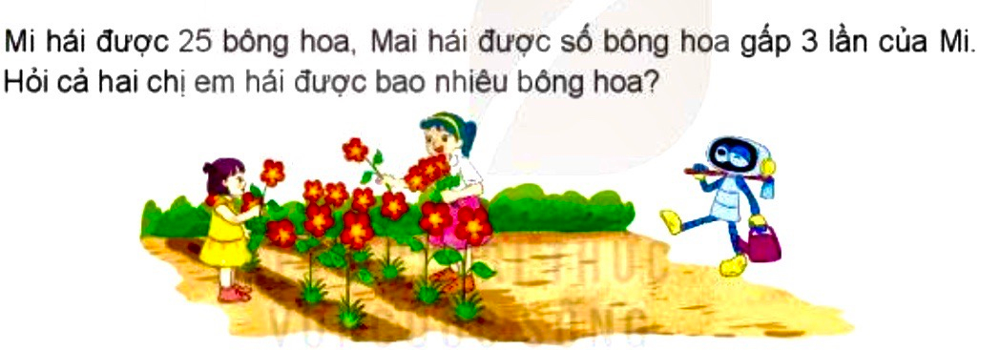 Mi hái được 25 bông hoa, Mai hái được số bông hoa gấp 3 lần của Mi.
Hỏi cả hai chị em hái được bao nhiêu bông hoa?